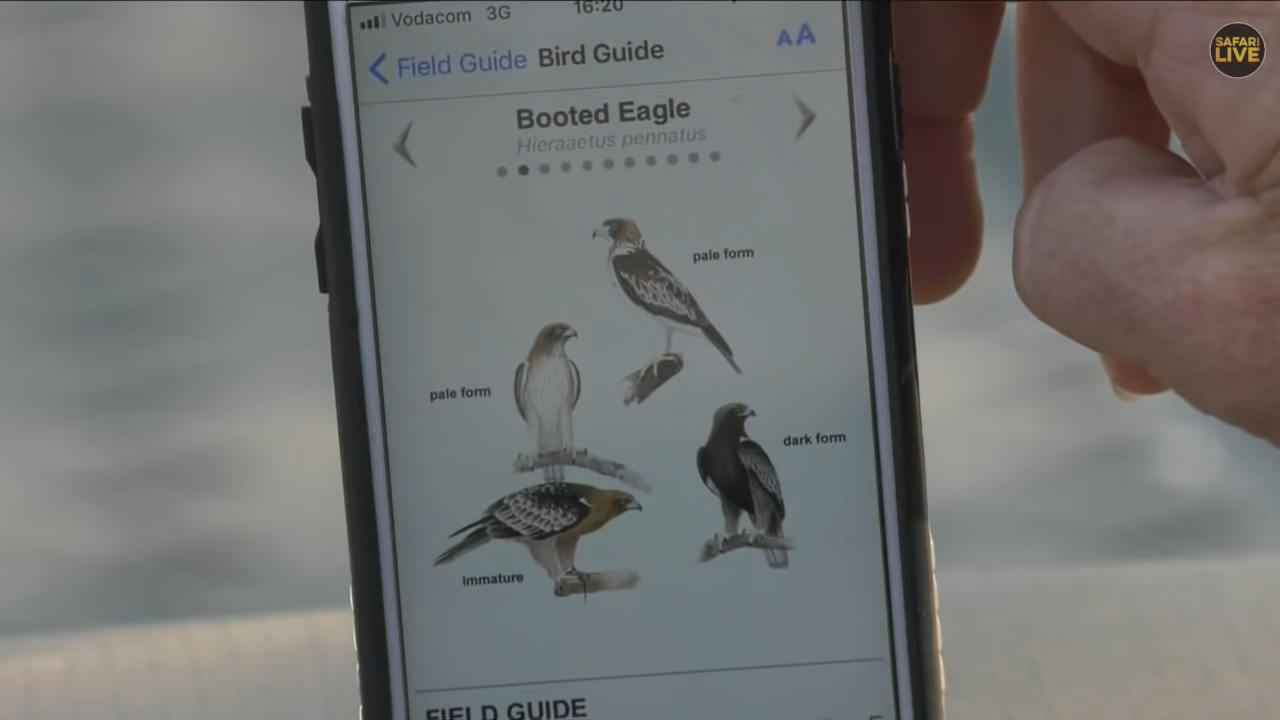 Vodacom 3G 16:20
Field Guide Bird Guide AA
SAFARI
LIVE
Booted Eagle
Hieraaetus pennatus
pale form
pale form
dark form
immature
FIELD GUIDE